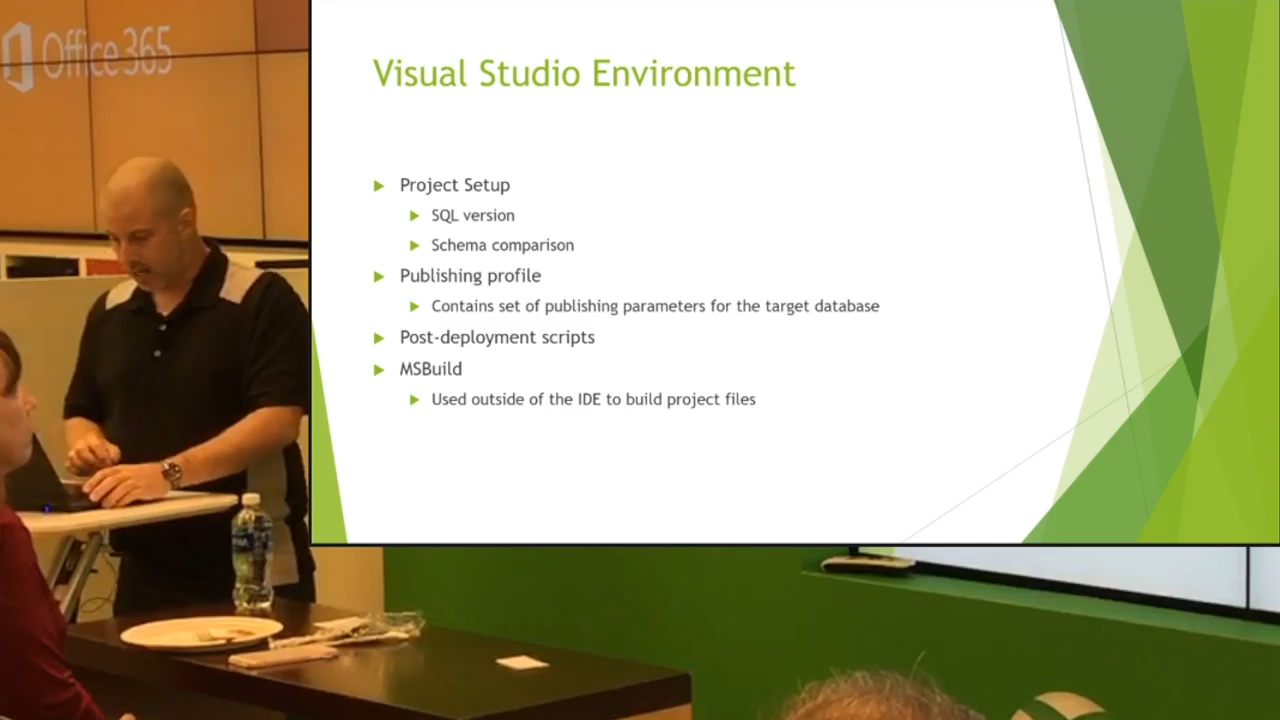 Office 365
Visual Studio Environment
Project Setup
SQL version
Schema comparison
Publishing profile
Contains set of publishing parameters for the target database
Post-deployment scripts
MSBuild
Used outside of the IDE to build project files